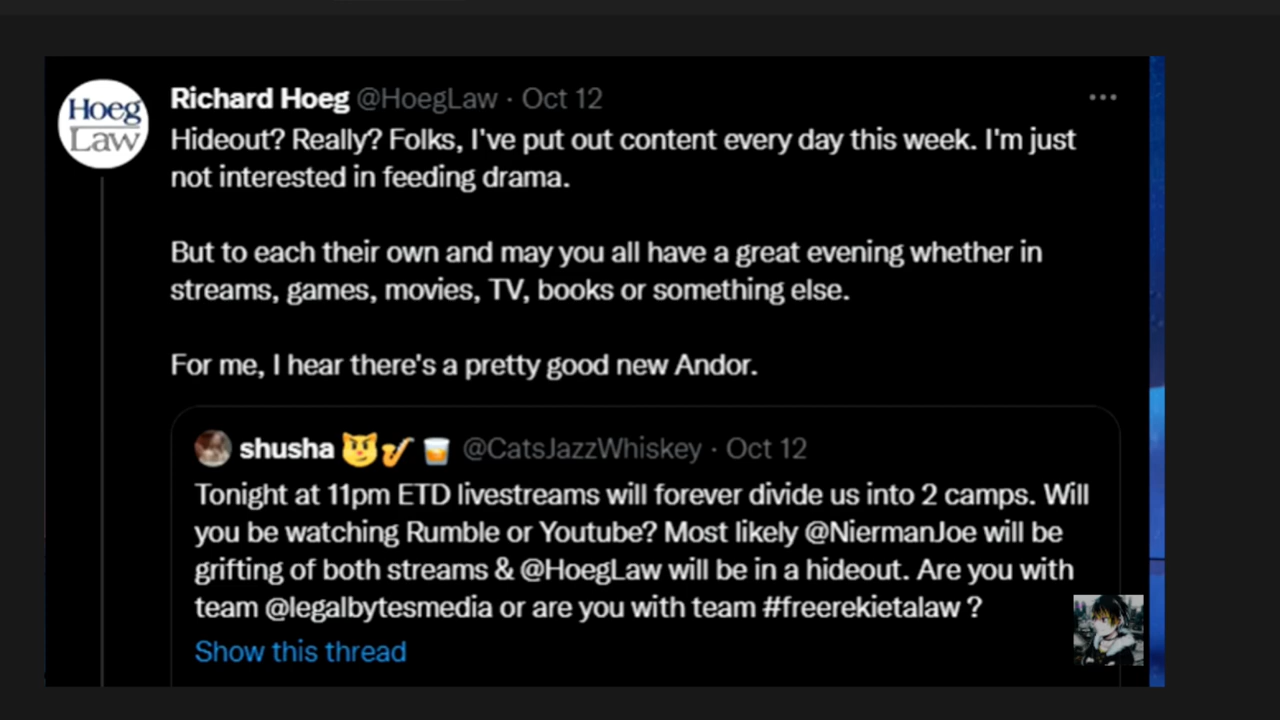 Hoeg
Law
Richard Hoeg @HoegLaw · Oct 12
Hideout? Really? Folks, I've put out content every day this week. I'm just
not interested in feeding drama.
But to each their own and may you all have a great evening whether in
streams, games, movies, TV, books or something else.
For me, I hear there's a pretty good new Andor.
shusha 😼🎷🥃 @CatsJazzWhiskey · Oct 12
Tonight at 11pm ETD livestreams will forever divide us into 2 camps. Will
you be watching Rumble or Youtube? Most likely @NiermanJoe will be
grifting of both streams & @HoegLaw will be in a hideout. Are you with
team @legalbytesmedia or are you with team #freerekietalaw ?
Show this thread